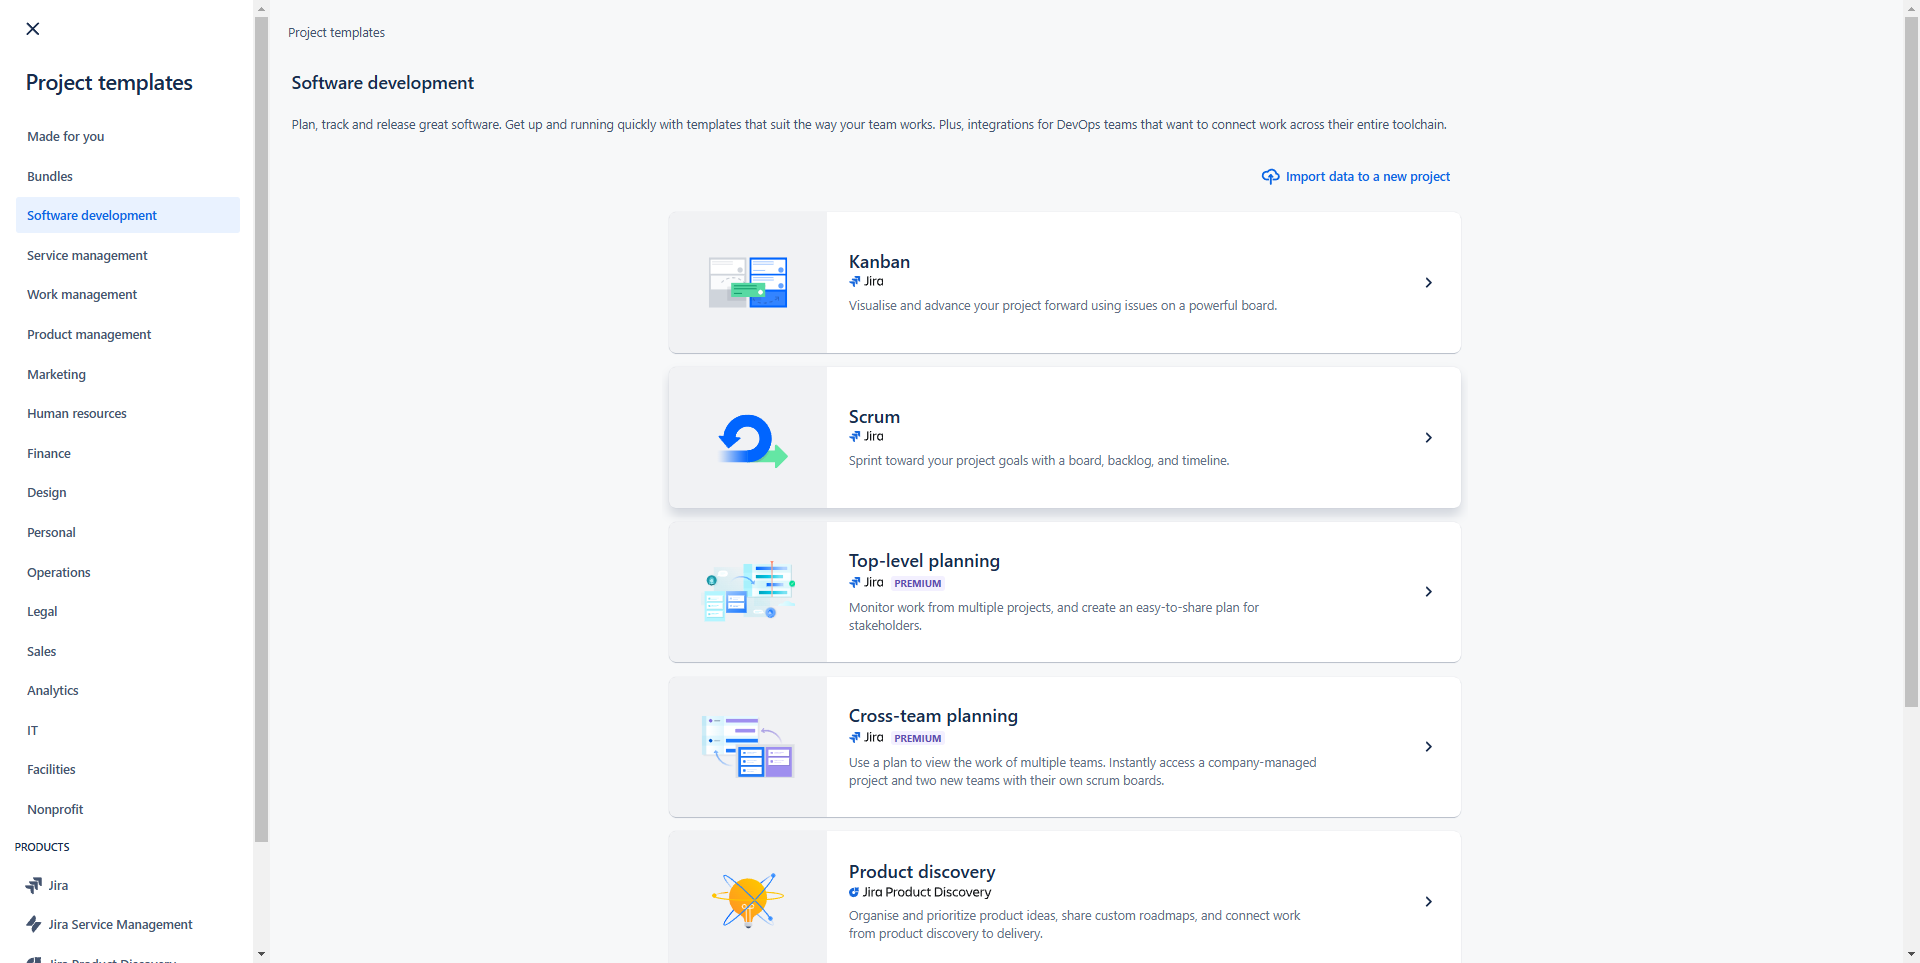 Project templates
Made for you
Bundles
Software development
Service management
Work management
Product management
Marketing
Human resources
Finance
Design
Personal
Operations
Legal
Sales
Analytics
IT
Facilities
Nonprofit
PRODUCTS
Jira
Jira Service Management
Jira Product Discovery
Project templates
Software development
Plan, track and release great software. Get up and running quickly with templates that suit the way your team works. Plus, integrations for DevOps teams that want to connect work across their entire toolchain.
Import data to a new project
Kanban
Jira
Visualise and advance your project forward using issues on a powerful board.
Scrum
Jira
Sprint toward your project goals with a board, backlog, and timeline.
Top-level planning
Jira PREMIUM
Monitor work from multiple projects, and create an easy-to-share plan for
stakeholders.
Cross-team planning
Jira PREMIUM
Use a plan to view the work of multiple teams. Instantly access a company-managed
project and two new teams with their own scrum boards.
Product discovery
Jira Product Discovery
Organise and prioritize product ideas, share custom roadmaps, and connect work
from product discovery to delivery.